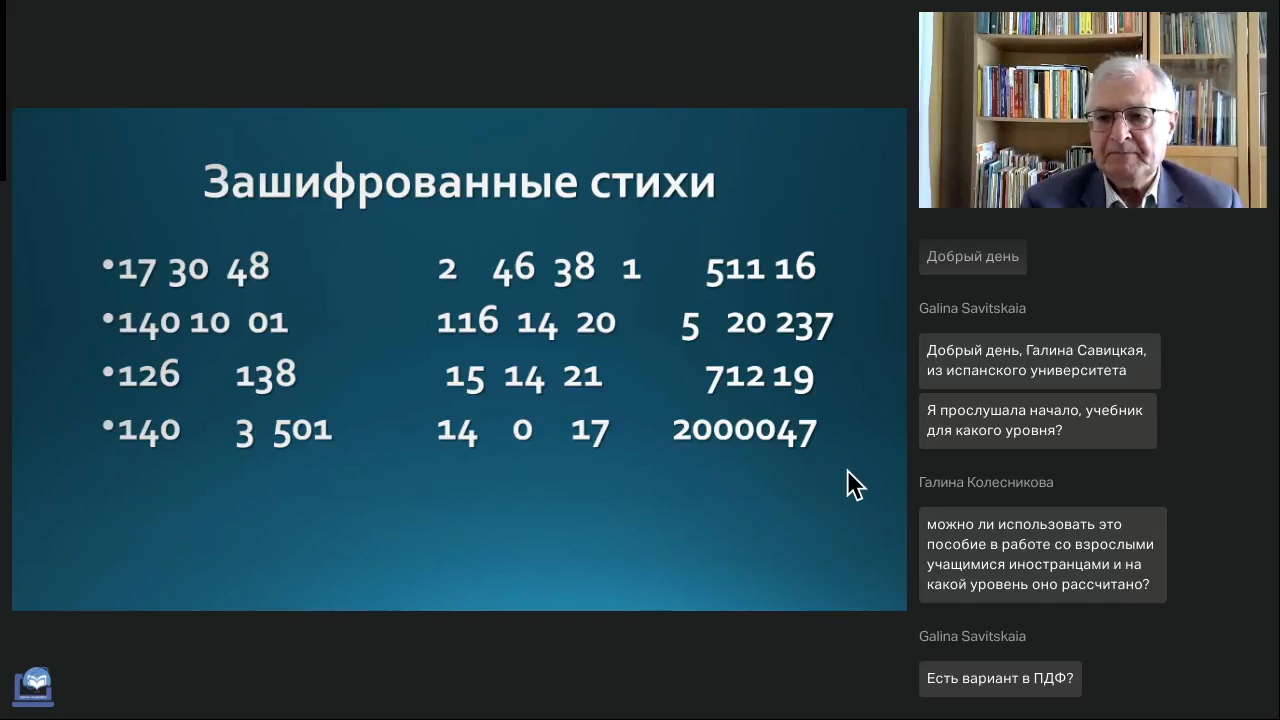 Зашифрованные стихи
•17 30 48 2 46 38 1 511 16
•140 10 01 116 14 20 5 20 237
•126 138 15 14 21 712 19
•140 3 501 14 0 17 2000047
Добрый день
Galina Savitskaia
Добрый день, Галина Савицкая,
из испанского университета
Я прослушала начало, учебник
для какого уровня?
Галина Колесникова
можно ли использовать это
пособие в работе со взрослыми
учащимися иностранцами и на
какой уровень оно рассчитано?
Galina Savitskaia
Есть вариант в ПДФ?